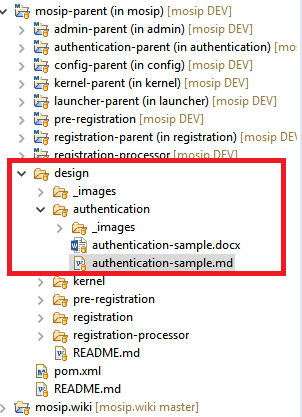 mosip-parent (in mosip) [mosip DEV]
admin-parent (in admin) [mosip DEV]
authentication-parent (in authentication) [mosip DEV]
config-parent (in config) [mosip DEV]
kernel-parent (in kernel) [mosip DEV]
launcher-parent (in launcher) [mosip DEV]
pre-registration [mosip DEV]
registration-parent (in registration) [mosip DEV]
registration-processor [mosip DEV]
design
_images
authentication
_images
authentication-sample.docx
authentication-sample.md
kernel
pre-registration
registration
registration-processor
README.md
pom.xml
README.md
mosip.wiki [mosip.wiki master]